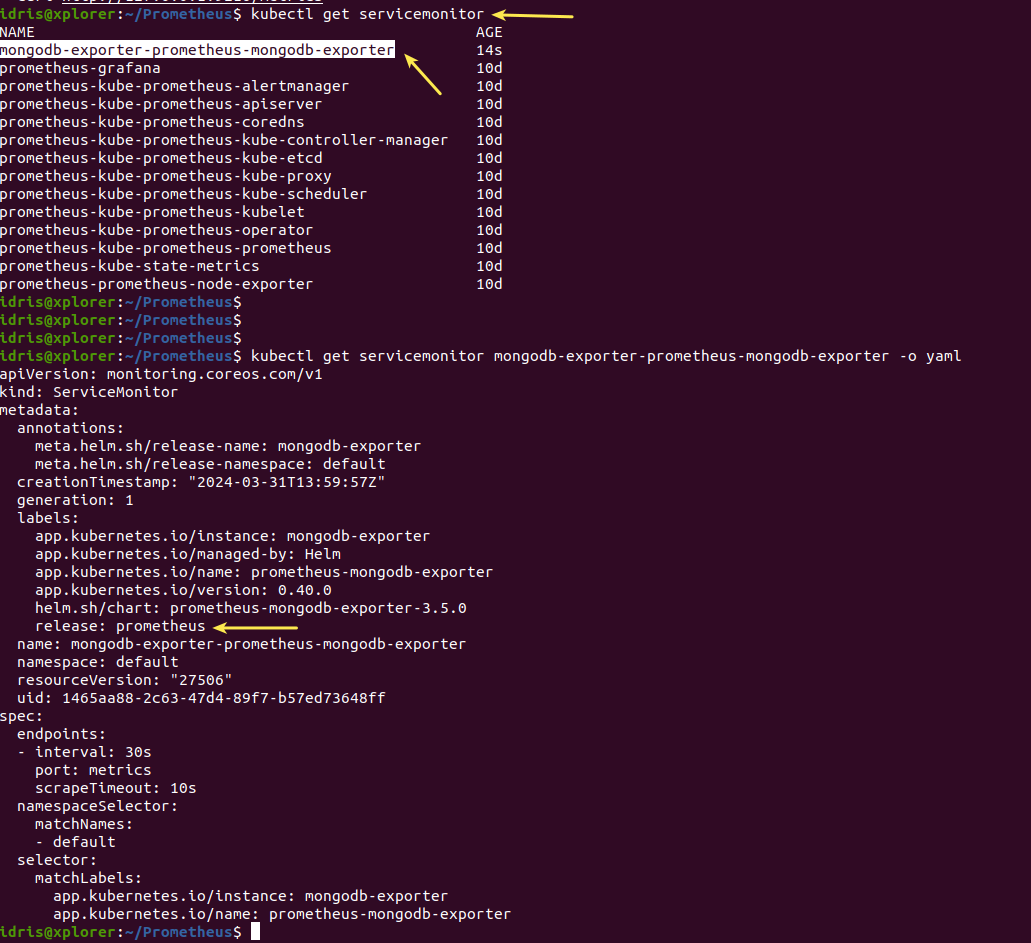 idris@xplorer:~/Prometheus$ kubectl get servicemonitor
NAME                                                 AGE
mongodb-exporter-prometheus-mongodb-exporter         14s
prometheus-grafana                                   10d
prometheus-kube-prometheus-alertmanager              10d
prometheus-kube-prometheus-apiserver                 10d
prometheus-kube-prometheus-coredns                   10d
prometheus-kube-prometheus-kube-controller-manager   10d
prometheus-kube-prometheus-kube-etcd                 10d
prometheus-kube-prometheus-kube-proxy                10d
prometheus-kube-prometheus-kube-scheduler            10d
prometheus-kube-prometheus-kubelet                   10d
prometheus-kube-prometheus-operator                  10d
prometheus-kube-prometheus-prometheus                10d
prometheus-kube-state-metrics                        10d
prometheus-prometheus-node-exporter                  10d
idris@xplorer:~/Prometheus$
idris@xplorer:~/Prometheus$
idris@xplorer:~/Prometheus$
idris@xplorer:~/Prometheus$ kubectl get servicemonitor mongodb-exporter-prometheus-mongodb-exporter -o yaml
apiVersion: monitoring.coreos.com/v1
kind: ServiceMonitor
metadata:
  annotations:
    meta.helm.sh/release-name: mongodb-exporter
    meta.helm.sh/release-namespace: default
  creationTimestamp: "2024-03-31T13:59:57Z"
  generation: 1
  labels:
    app.kubernetes.io/instance: mongodb-exporter
    app.kubernetes.io/managed-by: Helm
    app.kubernetes.io/name: prometheus-mongodb-exporter
    app.kubernetes.io/version: 0.40.0
    helm.sh/chart: prometheus-mongodb-exporter-3.5.0
    release: prometheus
  name: mongodb-exporter-prometheus-mongodb-exporter
  namespace: default
  resourceVersion: "27506"
  uid: 1465aa88-2c63-47d4-89f7-b57ed73648ff
spec:
  endpoints:
  - interval: 30s
    port: metrics
    scrapeTimeout: 10s
  namespaceSelector:
    matchNames:
    - default
  selector:
    matchLabels:
      app.kubernetes.io/instance: mongodb-exporter
      app.kubernetes.io/name: prometheus-mongodb-exporter
idris@xplorer:~/Prometheus$